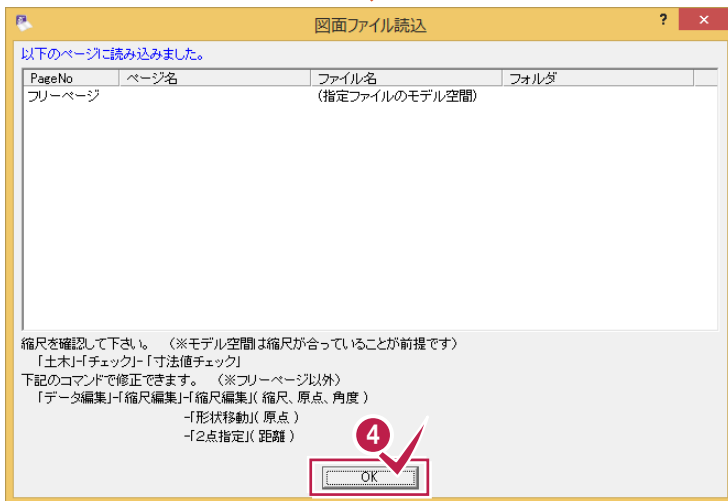 図面ファイル読込
? ×
以下のページに読み込みました。
PageNo ページ名 ファイル名 フォルダ
フリーページ (指定ファイルのモデル空間)
縮尺を確認して下さい。 (※モデル空間は縮尺が合っていることが前提です)
「土木」-「チェック」-「寸法値チェック」
下記のコマンドで修正できます。 (※フリーページ以外)
「データ編集」-「縮尺編集」-「縮尺編集」( 縮尺、原点、角度 )
-「形状移動」( 原点 )
-「2点指定」( 距離 )
4
OK